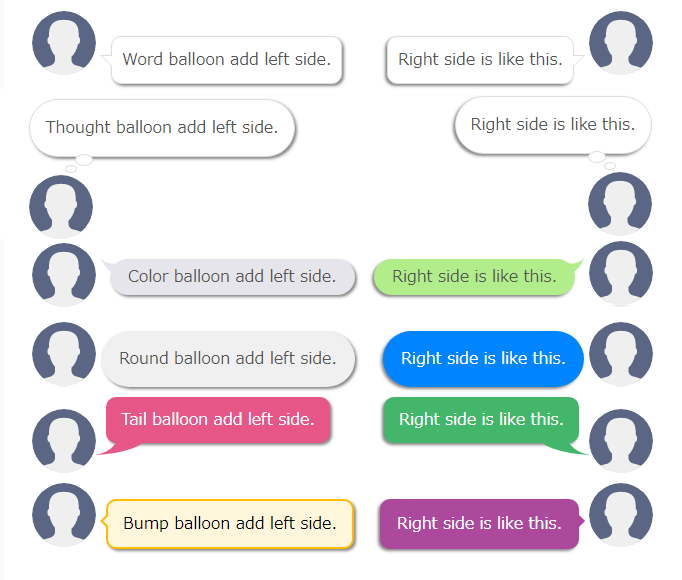 Word balloon add left side.
Right side is like this.
Thought balloon add left side.
Right side is like this.
Color balloon add left side.
Right side is like this.
Round balloon add left side.
Right side is like this.
Tail balloon add left side.
Right side is like this.
Bump balloon add left side.
Right side is like this.